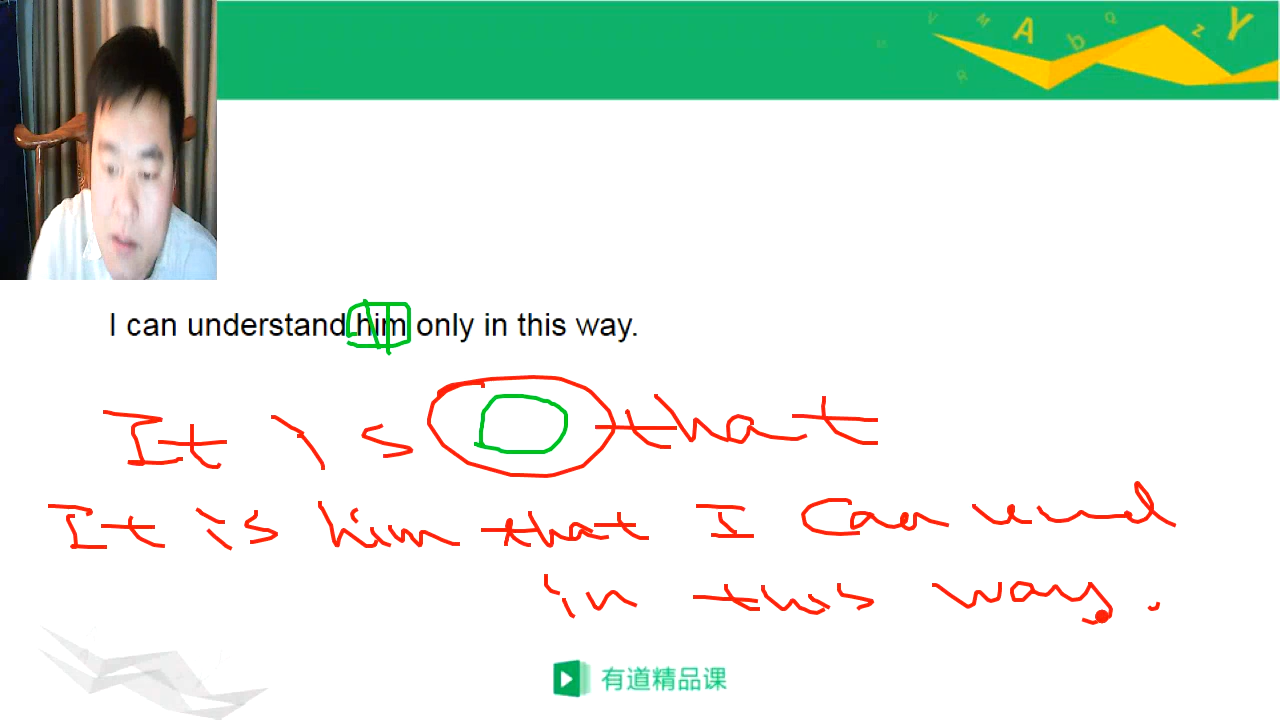 A
b
Q
z
Y
V
M
R
I can understand him only in this way.
It is that
It is him that I can und
in this way.
有道精品课